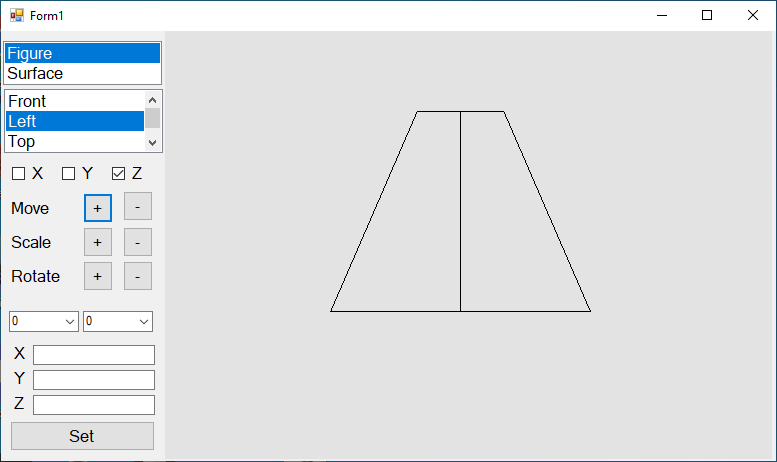 Form1
Figure
Surface
Front
Left
Top
X Y Z
Move + -
Scale + -
Rotate + -
0 0
X
Y
Z
Set